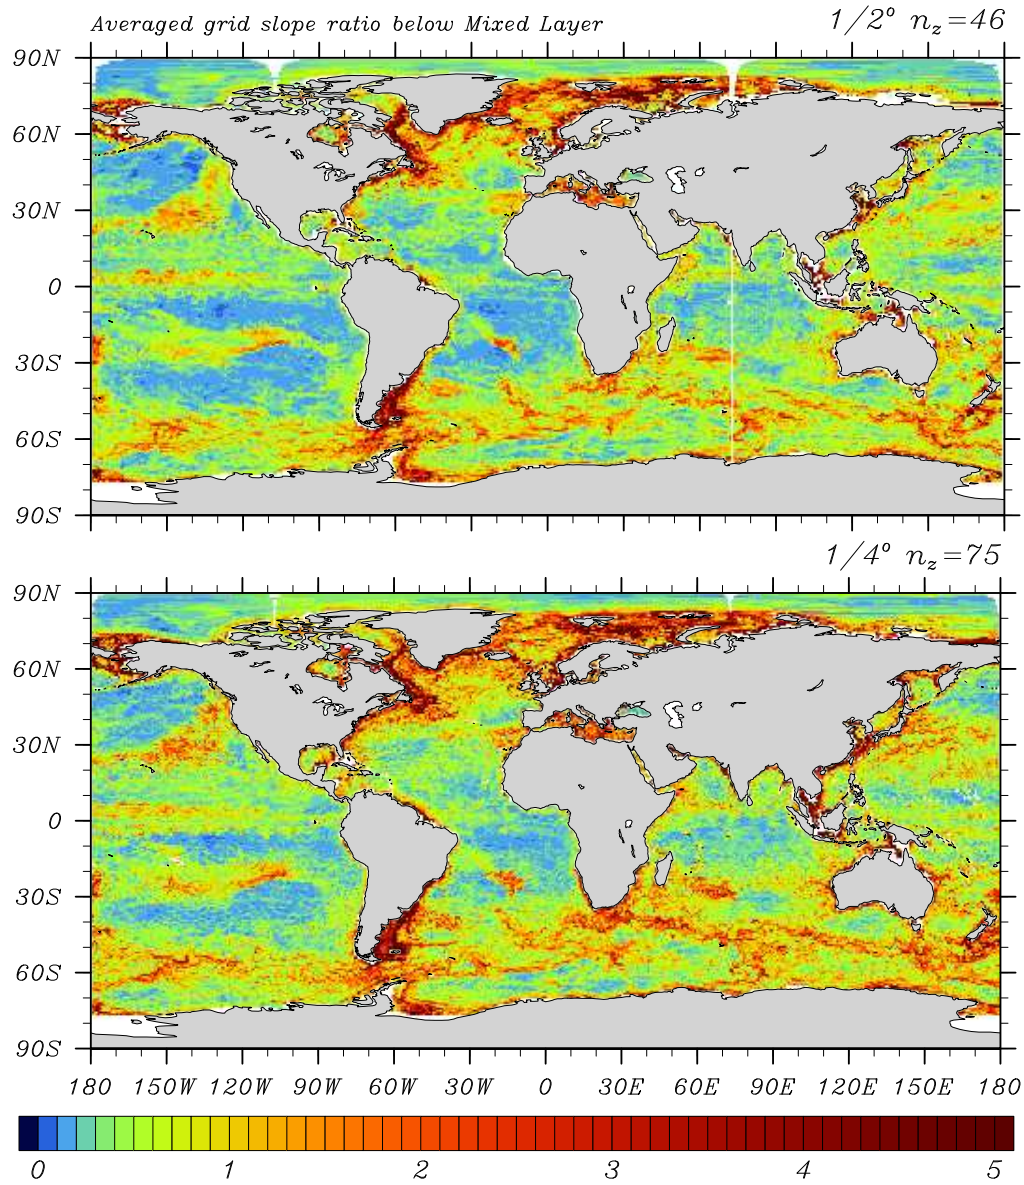 Averaged grid slope ratio below Mixed Layer 1/2° n_z=46
90N
60N
30N
0
30S
60S
90S
1/4° n_z=75
90N
60N
30N
0
30S
60S
90S
180 150W 120W 90W 60W 30W 0 30E 60E 90E 120E 150E 180
0 1 2 3 4 5